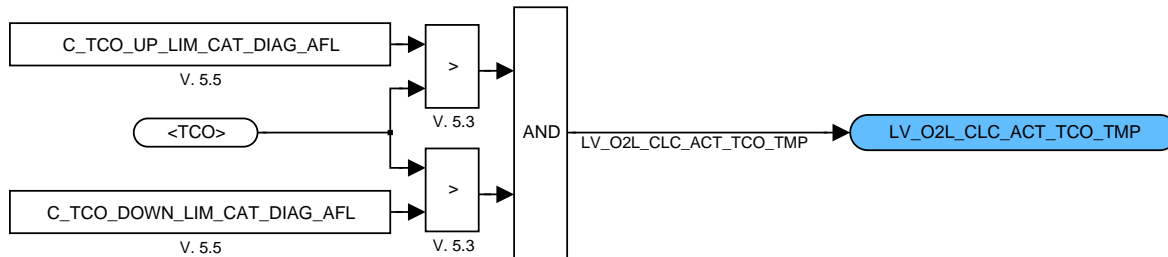 C_TCO_UP_LIM_CAT_DIAG_AFL
V. 5.5
>
V. 5.3
<TCO>
AND
LV_O2L_CLC_ACT_TCO_TMP
LV_O2L_CLC_ACT_TCO_TMP
>
C_TCO_DOWN_LIM_CAT_DIAG_AFL
V. 5.5
V. 5.3